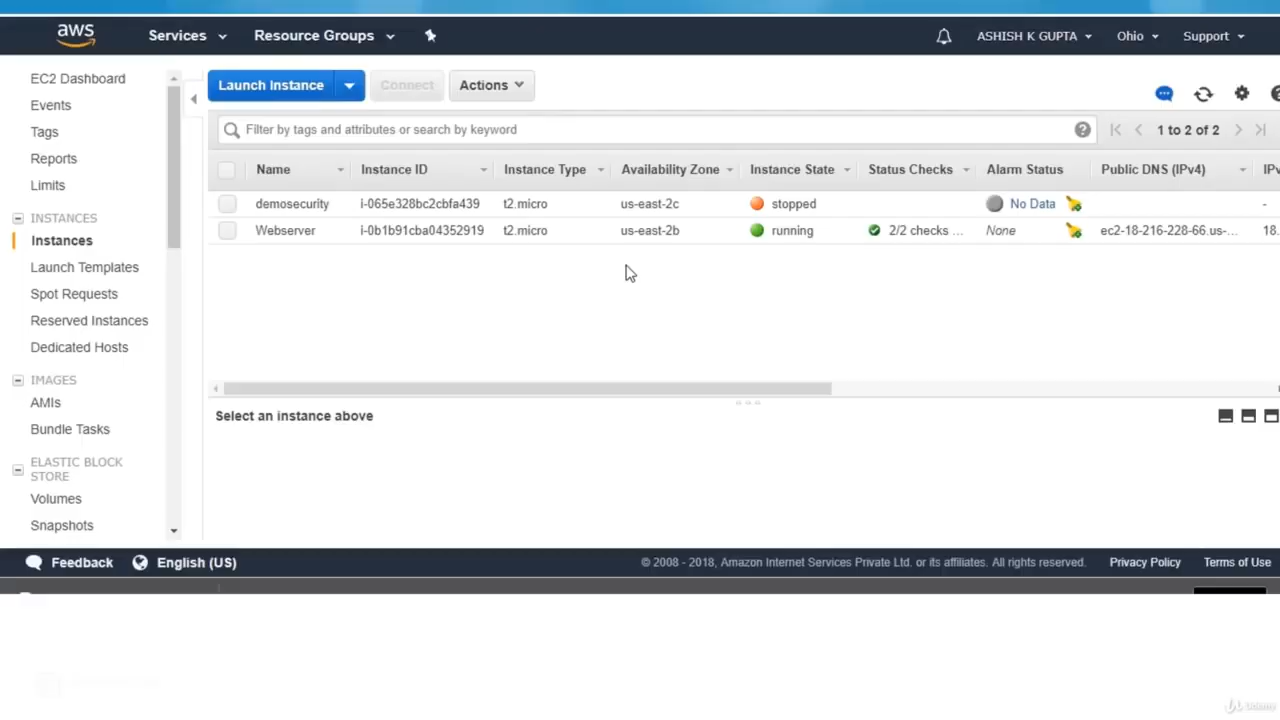 aws Services Resource Groups ASHISH K GUPTA Ohio Support
EC2 Dashboard
Events
Tags
Reports
Limits
INSTANCES
Instances
Launch Templates
Spot Requests
Reserved Instances
Dedicated Hosts
IMAGES
AMIs
Bundle Tasks
ELASTIC BLOCK
STORE
Volumes
Snapshots
Launch Instance Connect Actions
Filter by tags and attributes or search by keyword 1 to 2 of 2
Name Instance ID Instance Type Availability Zone Instance State Status Checks Alarm Status Public DNS (IPv4) IPv
demosecurity i-065e328bc2cbfa439 t2.micro us-east-2c stopped No Data -
Webserver i-0b1b91cba04352919 t2.micro us-east-2b running 2/2 checks ... None ec2-18-216-228-66.us-... 18.
Select an instance above
Feedback English (US) © 2008 - 2018, Amazon Internet Services Private Ltd. or its affiliates. All rights reserved. Privacy Policy Terms of Use
Udemy